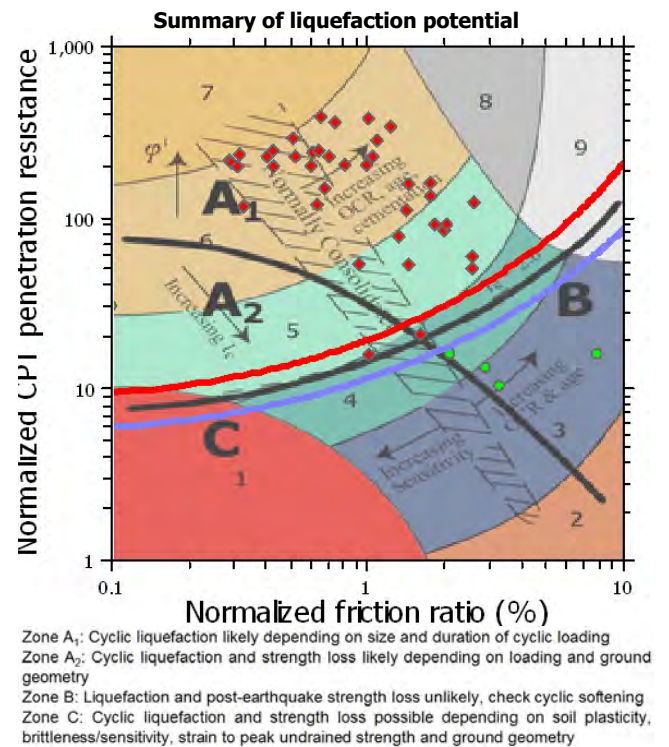 Summary of liquefaction potential
Normalized CPT penetration resistance
1,000
100
10
1
7
8
9
φ'
A1
Normally Consolid
Increasing
OCR, age,
cementation
6
A2
Increasing Ic
5
B
4
C
1
Increasing
Sensitivity
Increasing
OCR & age
3
2
0.1
1
10
Normalized friction ratio (%)
Zone A1: Cyclic liquefaction likely depending on size and duration of cyclic loading
Zone A2: Cyclic liquefaction and strength loss likely depending on loading and ground
geometry
Zone B: Liquefaction and post-earthquake strength loss unlikely, check cyclic softening
Zone C: Cyclic liquefaction and strength loss possible depending on soil plasticity,
brittleness/sensitivity, strain to peak undrained strength and ground geometry